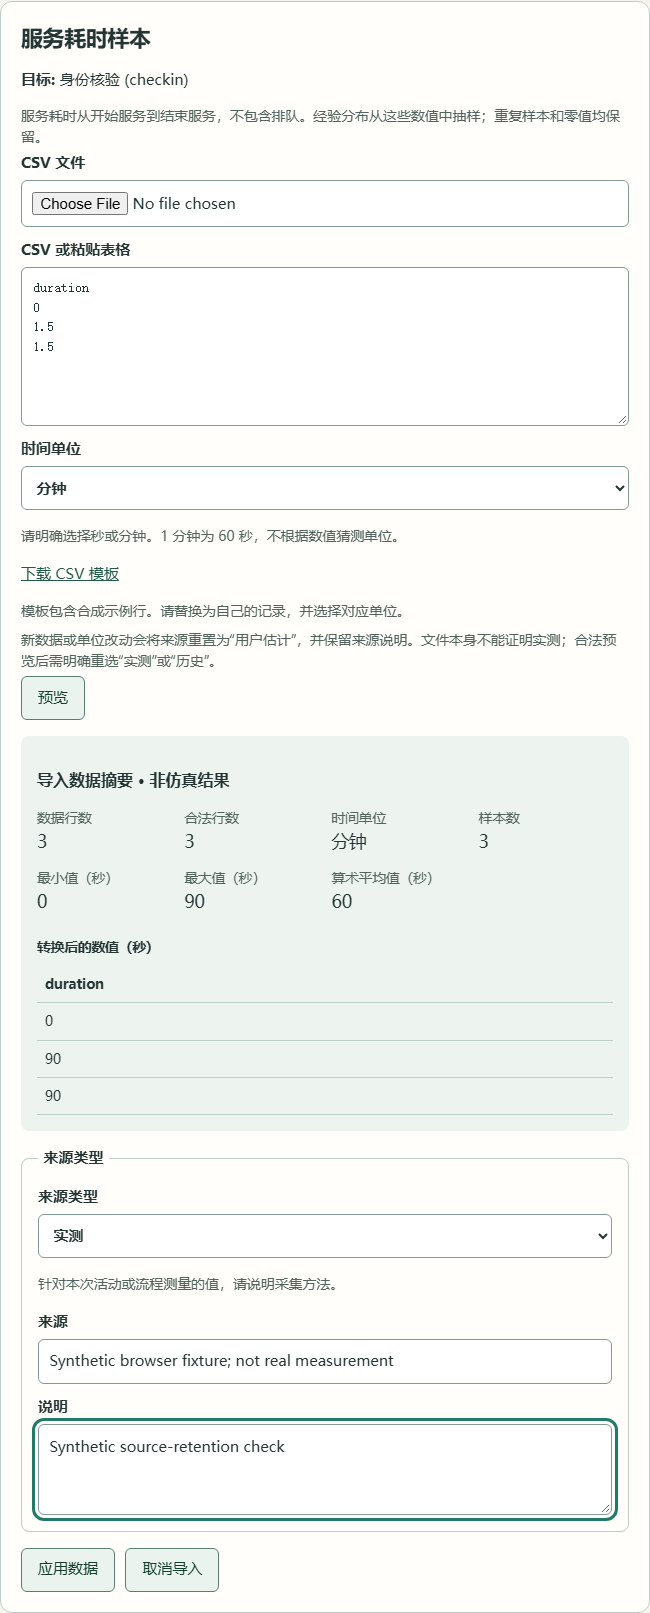 服务耗时样本
目标: 身份核验 (checkin)
服务耗时从开始服务到结束服务，不包含排队。经验分布从这些数值中抽样；重复样本和零值均保
留。
CSV 文件
Choose File No file chosen
CSV 或粘贴表格
duration
0
1.5
1.5
时间单位
分钟
请明确选择秒或分钟。1 分钟为 60 秒，不根据数值猜测单位。
下载 CSV 模板
模板包含合成示例行。请替换为自己的记录，并选择对应单位。
新数据或单位改动会将来源重置为“用户估计”，并保留来源说明。文件本身不能证明实测；合法预
览后需明确重选“实测”或“历史”。
预览
导入数据摘要 • 非仿真结果
数据行数 合法行数 时间单位 样本数
3 3 分钟 3
最小值（秒） 最大值（秒） 算术平均值（秒）
0 90 60
转换后的数值（秒）
duration
0
90
90
来源类型
来源类型
实测
针对本次活动或流程测量的值，请说明采集方法。
来源
Synthetic browser fixture; not real measurement
说明
Synthetic source-retention check
应用数据 取消导入